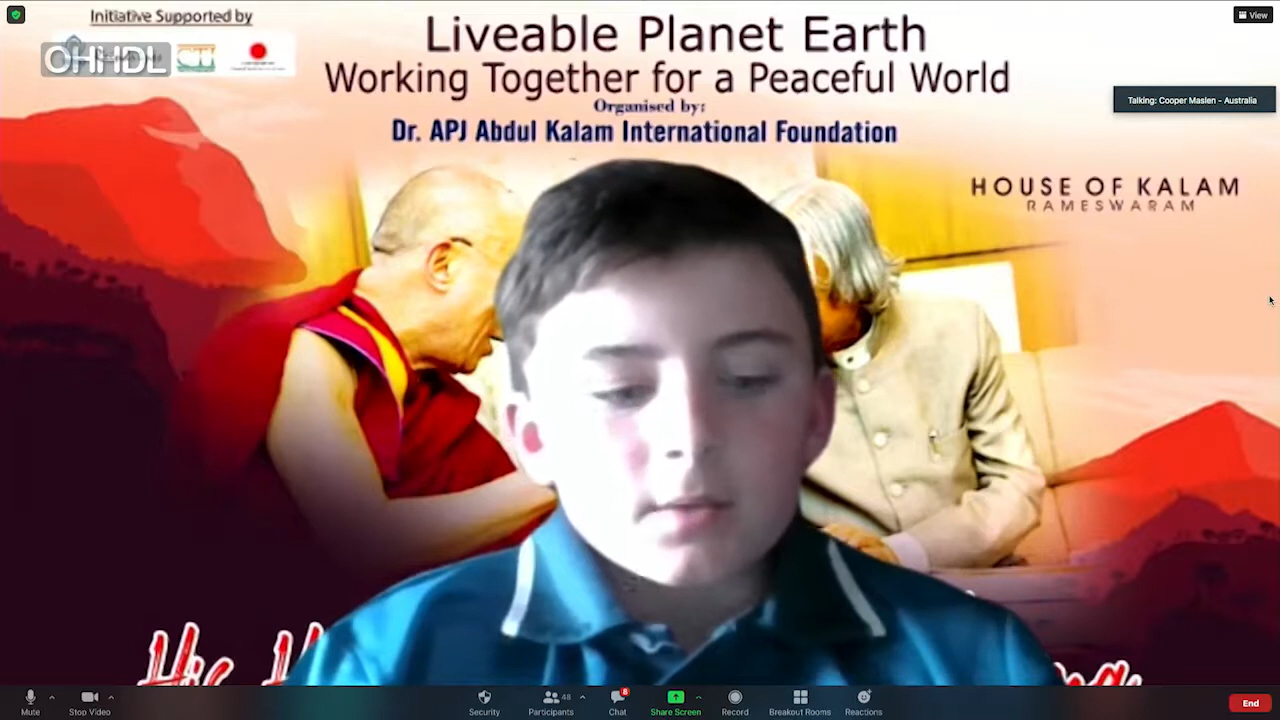 Initiative Supported by
View
OHHDL
Liveable Planet Earth
Working Together for a Peaceful World
Organised by:
Dr. APJ Abdul Kalam International Foundation
Talking: Cooper Maslen - Australia
HOUSE OF KALAM
RAMESWARAM
His
Mute
Stop Video
Security
Participants
48
Chat
8
Share Screen
Record
Breakout Rooms
Reactions
End